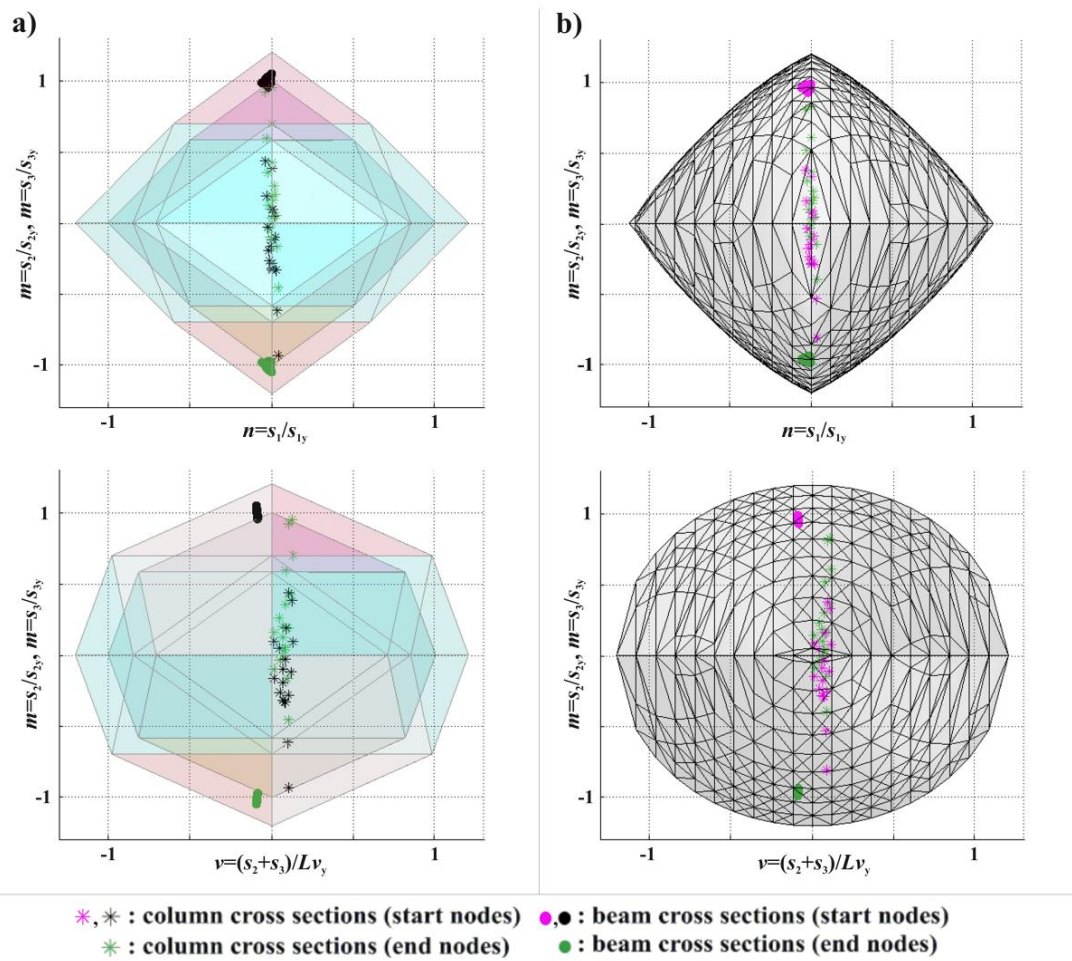 a)
1
-1
m=s₂/s₂y, m=s₃/s₃y
-1
1
n=s₁/s₁y
b)
1
-1
m=s₂/s₂y, m=s₃/s₃y
-1
1
n=s₁/s₁y
1
-1
m=s₂/s₂y, m=s₃/s₃y
-1
1
v=(s₂+s₃)/Lvy
1
-1
m=s₂/s₂y, m=s₃/s₃y
-1
1
v=(s₂+s₃)/Lvy
✳,✳ : column cross sections (start nodes) ●,● : beam cross sections (start nodes)
✳ : column cross sections (end nodes) ● : beam cross sections (end nodes)